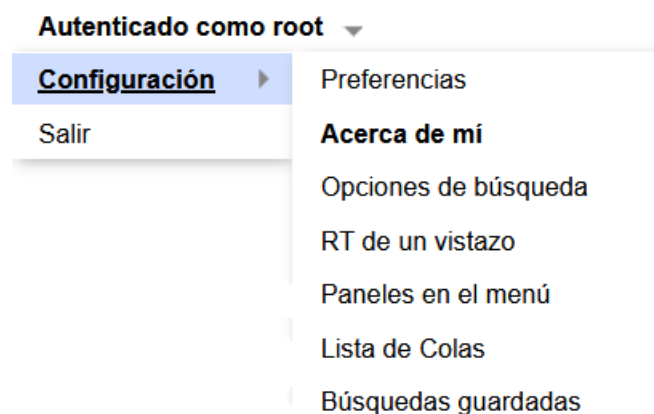 Autenticado como root
Configuración
Salir
Preferencias
Acerca de mí
Opciones de búsqueda
RT de un vistazo
Paneles en el menú
Lista de Colas
Búsquedas guardadas